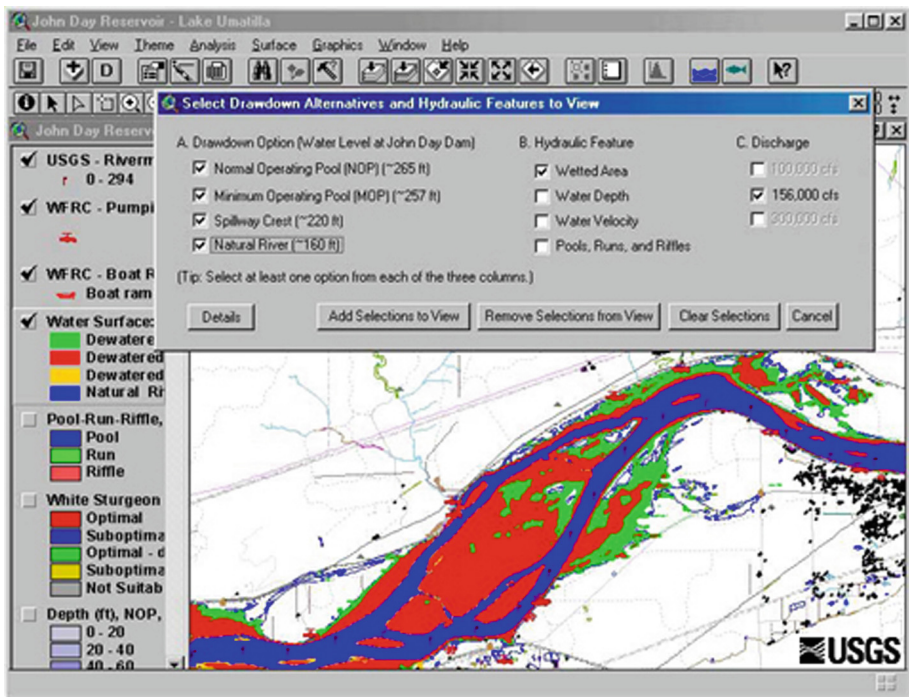 John Day Reservoir - Lake Umatilla
File Edit View Theme Analysis Surface Graphics Window Help
D
Select Drawdown Alternatives and Hydraulic Features to View
A. Drawdown Option (Water Level at John Day Dam)
Normal Operating Pool (NOP) (~265 ft)
Minimum Operating Pool (MOP) (~257 ft)
Spillway Crest (~220 ft)
Natural River (~160 ft)
B. Hydraulic Feature
Wetted Area
Water Depth
Water Velocity
Pools, Runs, and Riffles
C. Discharge
100,000 cfs
156,000 cfs
300,000 cfs
(Tip: Select at least one option from each of the three columns.)
Details Add Selections to View Remove Selections from View Clear Selections Cancel
John Day Reservo
USGS - Riverm
0 - 294
WFRC - Pumpi
WFRC - Boat R
Boat ram
Water Surface:
Dewatere
Dewatered
Dewatered
Natural Ri
Pool-Run-Riffle,
Pool
Run
Riffle
White Sturgeon
Optimal
Suboptima
Optimal - d
Suboptima
Not Suitab
Depth (ft), NOP,
0 - 20
20 - 40
40 - 60
USGS